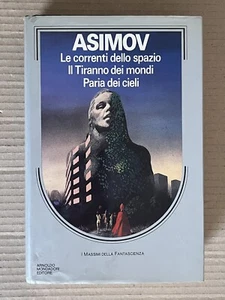 ASIMOV
Le correnti dello spazio
Il Tiranno dei mondi
Paria dei cieli
I MASSIMI DELLA FANTASCIENZA
ARNOLDO
MONDADORI
EDITORE